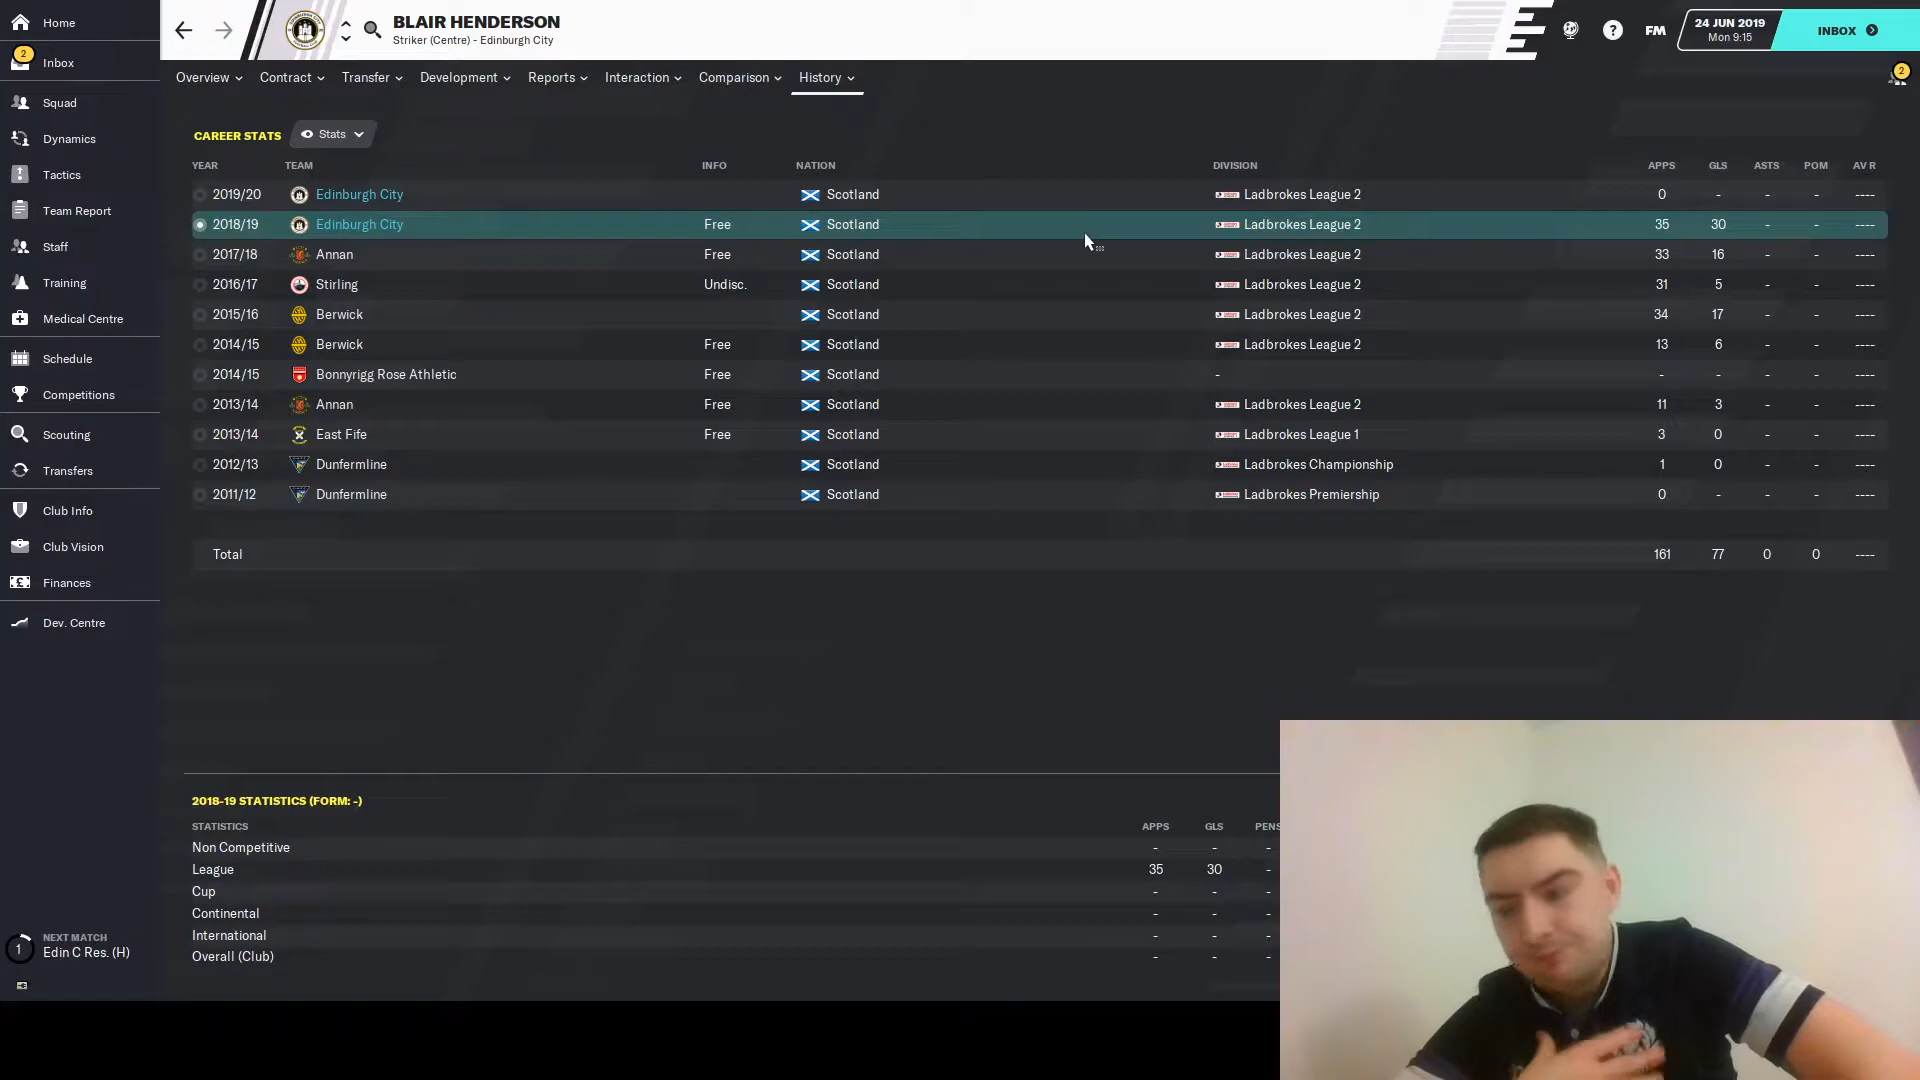 Home
BLAIR HENDERSON
Striker (Centre) - Edinburgh City
FM
24 JUN 2019
Mon 9:15
INBOX
2
Inbox
Overview
Contract
Transfer
Development
Reports
Interaction
Comparison
History
2
Squad
Dynamics
Tactics
Team Report
Staff
Training
Medical Centre
Schedule
Competitions
Scouting
Transfers
Club Info
Club Vision
Finances
Dev. Centre
NEXT MATCH
1 Edin C Res. (H)
CAREER STATS Stats
YEAR TEAM INFO NATION DIVISION APPS GLS ASTS POM AV R
2019/20 Edinburgh City Scotland Ladbrokes League 2 0 - - - ----
2018/19 Edinburgh City Free Scotland Ladbrokes League 2 35 30 - - ----
2017/18 Annan Free Scotland Ladbrokes League 2 33 16 - - ----
2016/17 Stirling Undisc. Scotland Ladbrokes League 2 31 5 - - ----
2015/16 Berwick Scotland Ladbrokes League 2 34 17 - - ----
2014/15 Berwick Free Scotland Ladbrokes League 2 13 6 - - ----
2014/15 Bonnyrigg Rose Athletic Free Scotland - - - - - ----
2013/14 Annan Free Scotland Ladbrokes League 2 11 3 - - ----
2013/14 East Fife Free Scotland Ladbrokes League 1 3 0 - - ----
2012/13 Dunfermline Scotland Ladbrokes Championship 1 0 - - ----
2011/12 Dunfermline Scotland Ladbrokes Premiership 0 - - - ----
Total 161 77 0 0 ----
2018-19 STATISTICS (FORM: -)
STATISTICS APPS GLS PENS
Non Competitive - - -
League 35 30 -
Cup - - -
Continental - - -
International - - -
Overall (Club) - - -